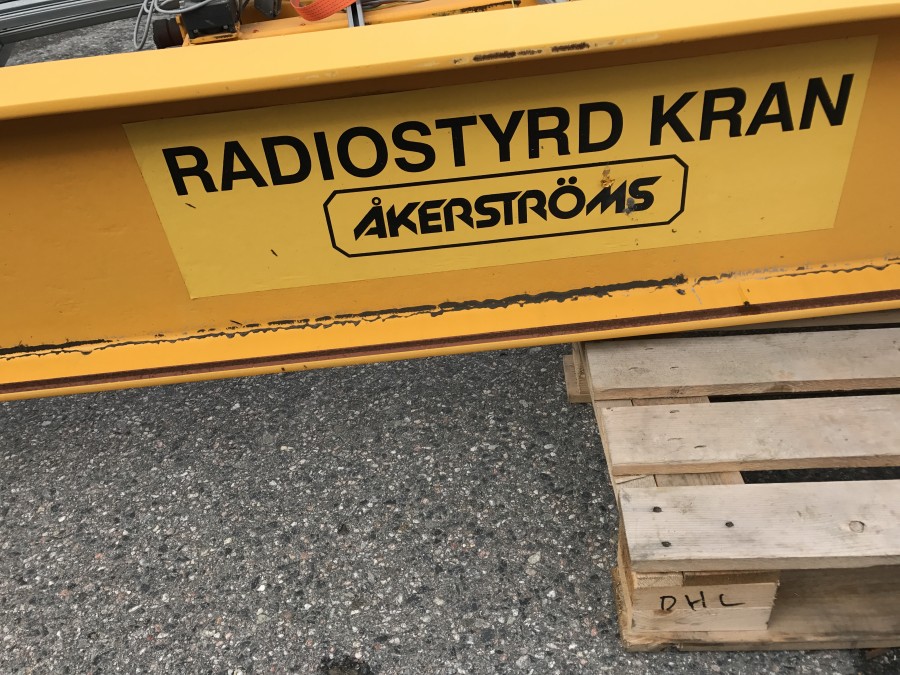 RADIOSTYRD KRAN
ÅKERSTRÖMS
DHL